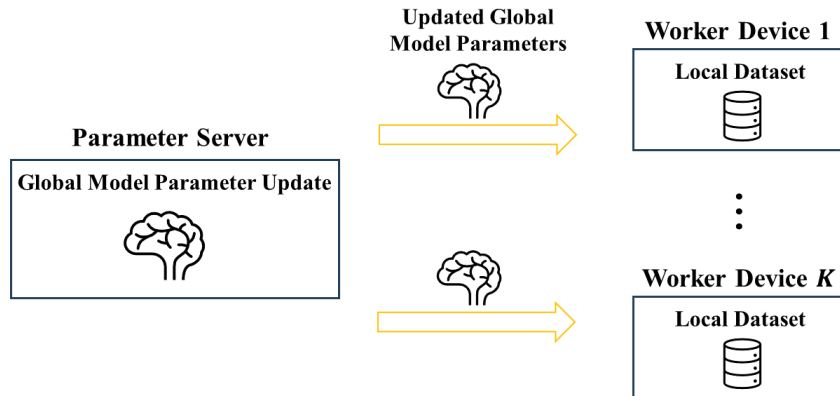 Updated Global
Model Parameters
Worker Device 1
Local Dataset
Parameter Server
Global Model Parameter Update
Worker Device K
Local Dataset